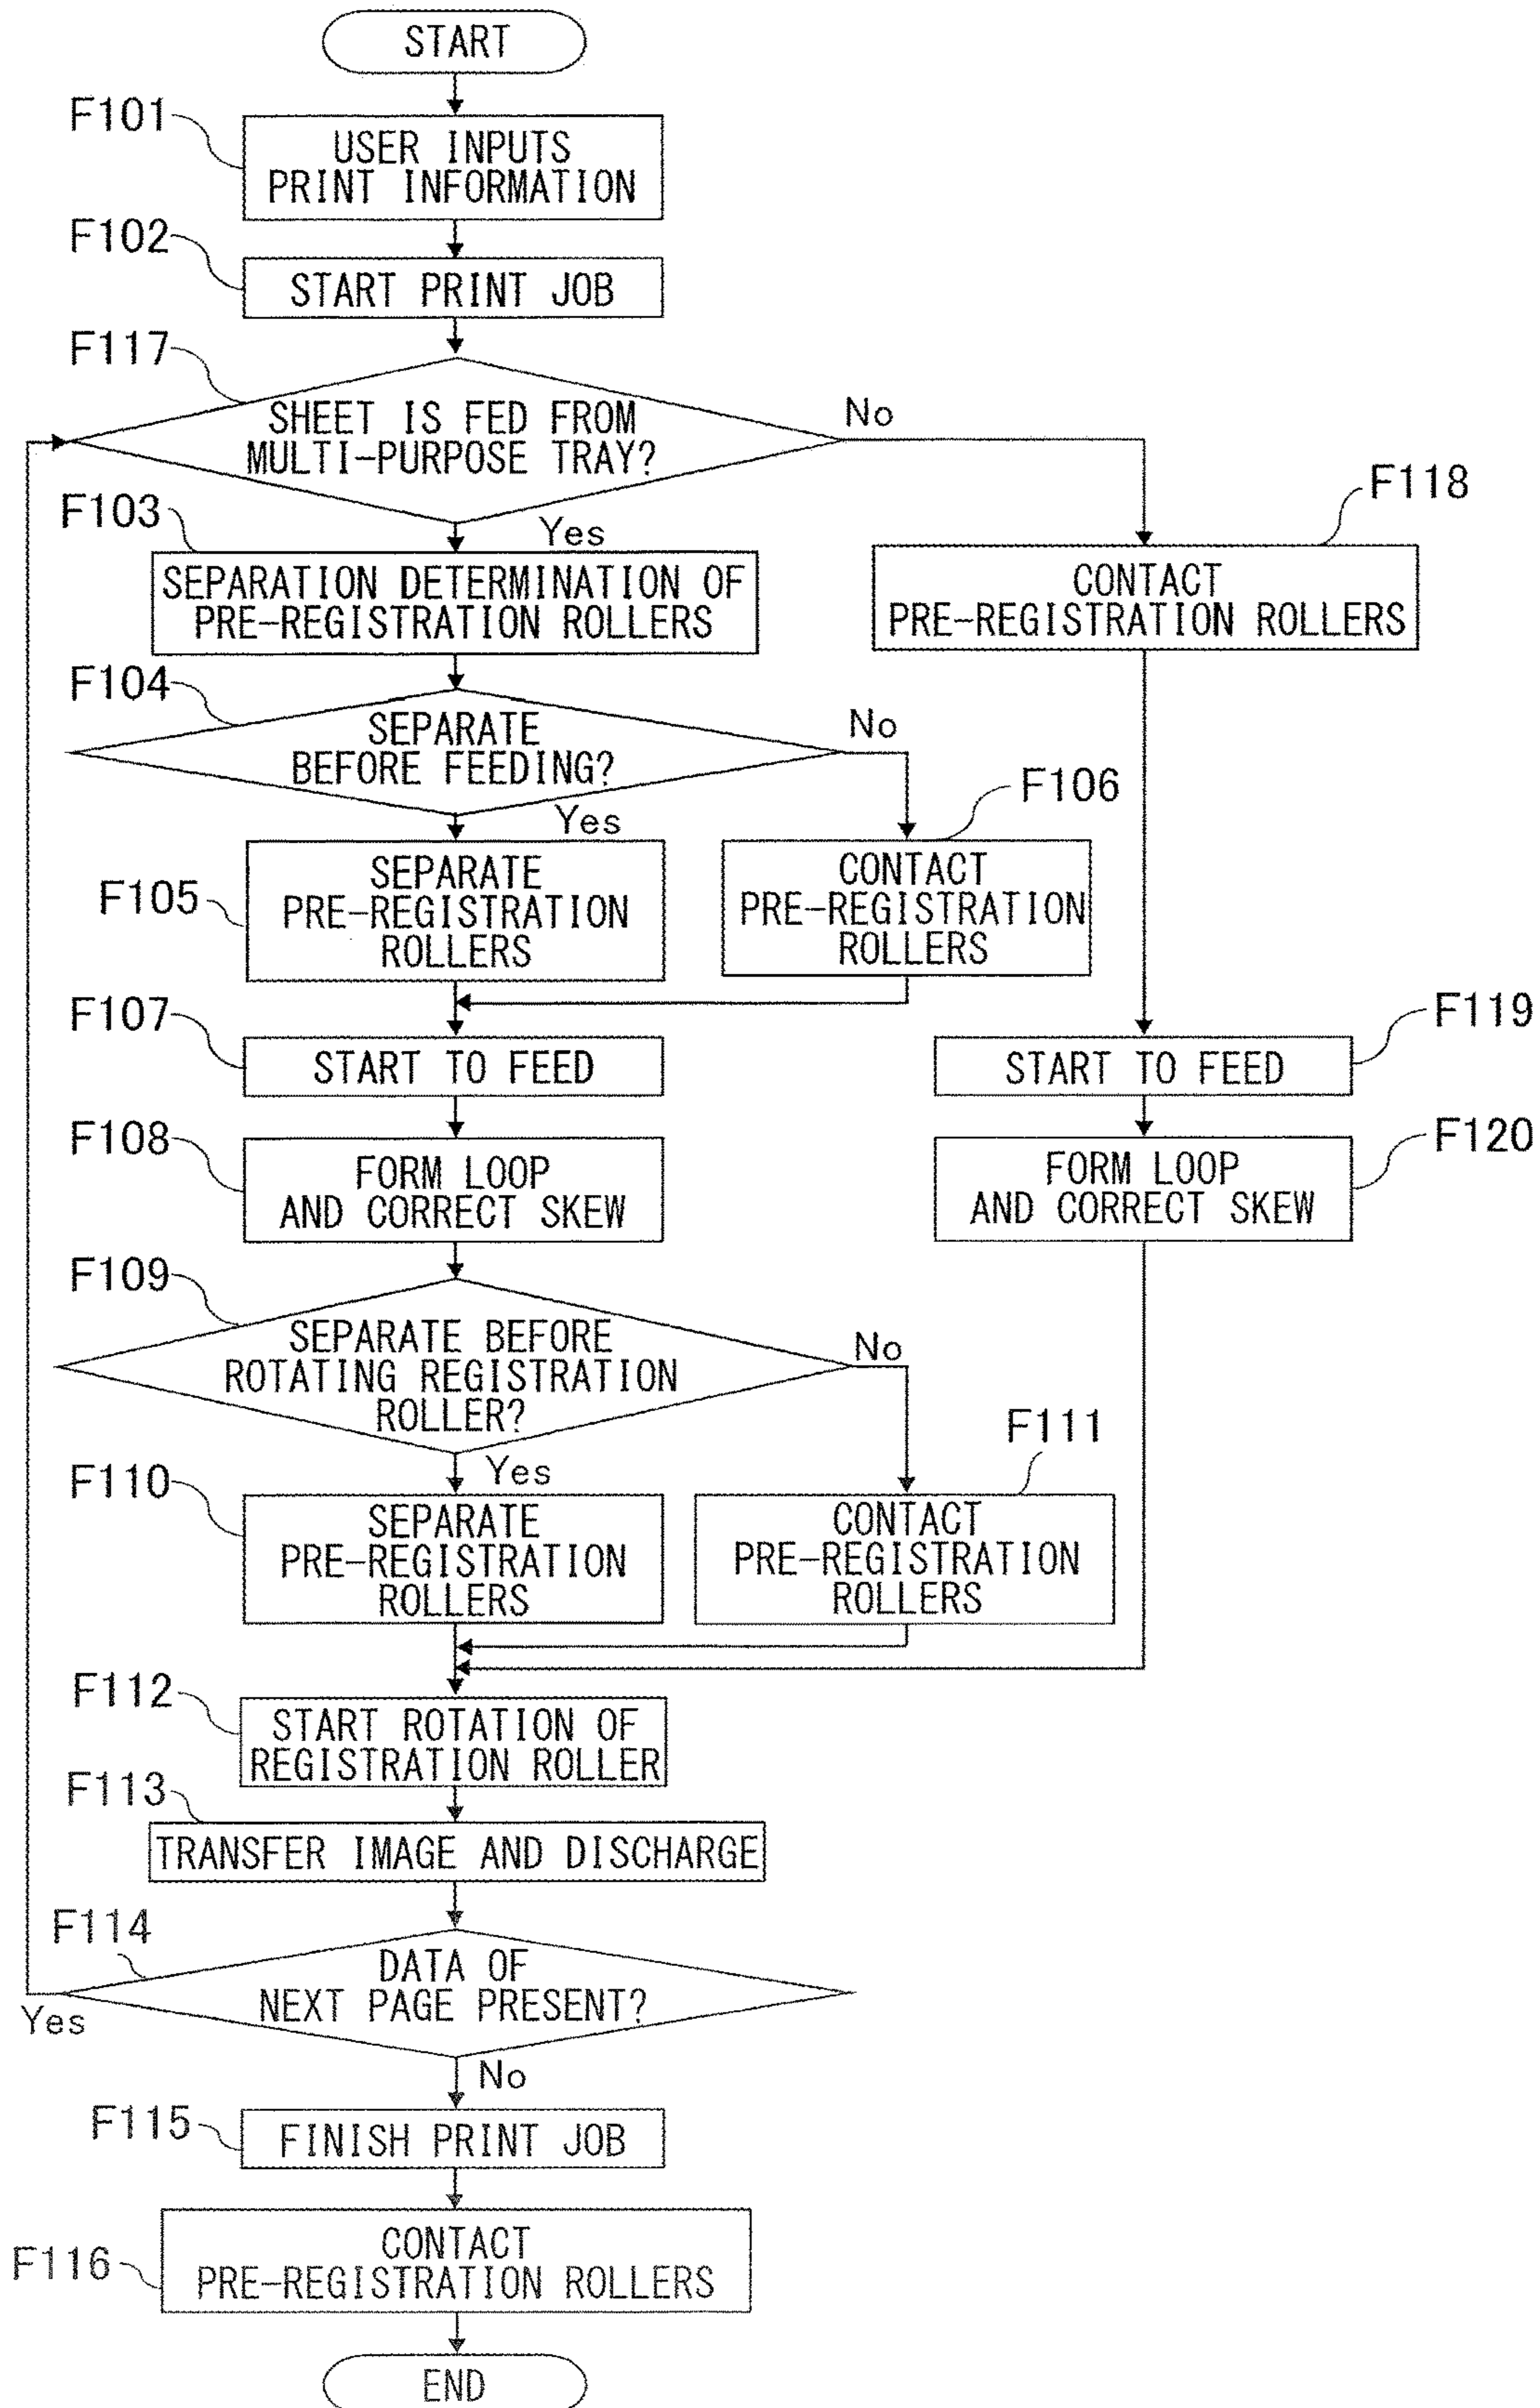 START
F101
USER INPUTS
PRINT INFORMATION
F102
START PRINT JOB
F117
SHEET IS FED FROM
MULTI-PURPOSE TRAY?
No
Yes
F103
SEPARATION DETERMINATION OF
PRE-REGISTRATION ROLLERS
F118
CONTACT
PRE-REGISTRATION ROLLERS
F104
SEPARATE
BEFORE FEEDING?
No
Yes
F105
SEPARATE
PRE-REGISTRATION
ROLLERS
F106
CONTACT
PRE-REGISTRATION
ROLLERS
F107
START TO FEED
F119
START TO FEED
F108
FORM LOOP
AND CORRECT SKEW
F120
FORM LOOP
AND CORRECT SKEW
F109
SEPARATE BEFORE
ROTATING REGISTRATION
ROLLER?
No
Yes
F110
SEPARATE
PRE-REGISTRATION
ROLLERS
F111
CONTACT
PRE-REGISTRATION
ROLLERS
F112
START ROTATION OF
REGISTRATION ROLLER
F113
TRANSFER IMAGE AND DISCHARGE
F114
DATA OF
NEXT PAGE PRESENT?
Yes
No
F115
FINISH PRINT JOB
F116
CONTACT
PRE-REGISTRATION ROLLERS
END